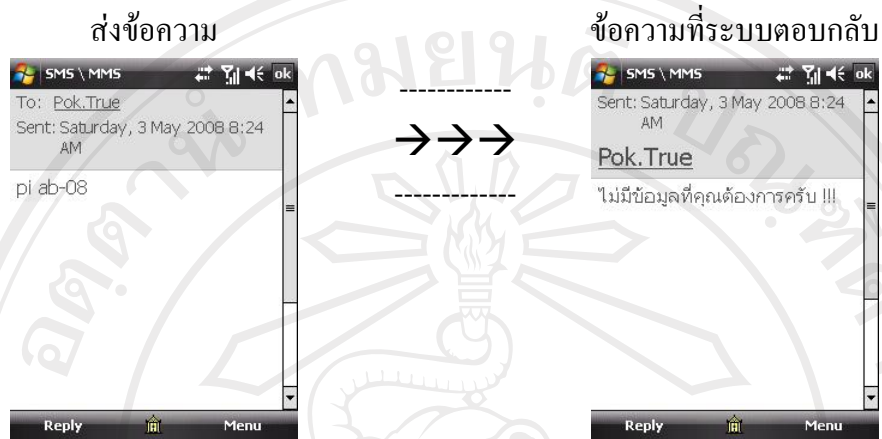 ส่งข้อความ
SMS \ MMS
ok
To: Pok.True
Sent: Saturday, 3 May 2008 8:24
AM
pi ab-08
Reply
Menu
------------
→→→
-------------
ข้อความที่ระบบตอบกลับ
SMS \ MMS
ok
Sent: Saturday, 3 May 2008 8:24
AM
Pok.True
ไม่มีข้อมูลที่คุณต้องการครับ !!!
Reply
Menu